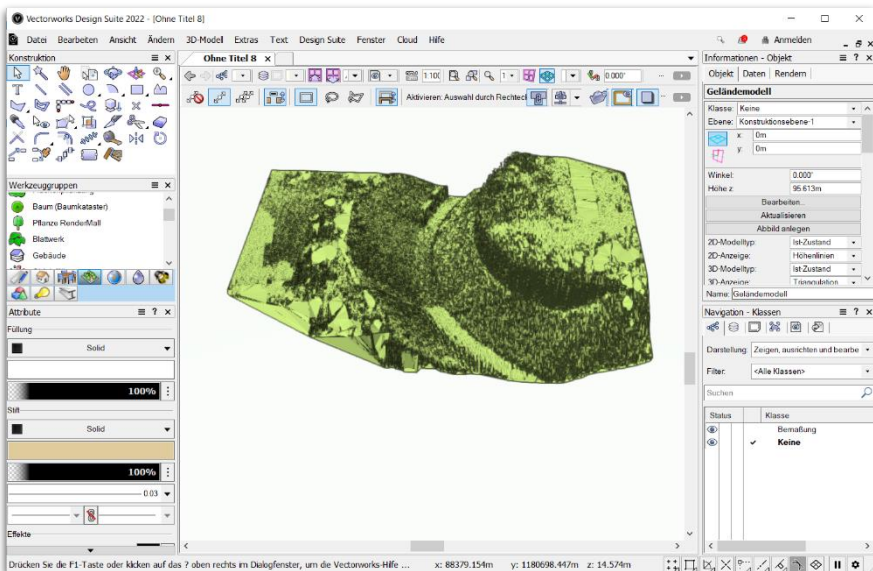 Vectorworks Design Suite 2022 - [Ohne Titel 8]
Datei Bearbeiten Ansicht Ändern 3D-Modell Extras Text Design Suite Fenster Cloud Hilfe
Anmelden
Konstruktion
Ohne Titel 8
1:100
1
0.000°
Aktivieren: Auswahl durch Rechteck
Werkzeuggruppen
Baum (Baumkataster)
Pflanze RenderMall
Blattwerk
Gebäude
Attribute
Füllung
Solid
100%
Stift
Solid
100%
0.03
Effekte
Informationen - Objekt
Objekt Daten Rendern
Geländemodell
Klasse: Keine
Ebene: Konstruktionsebene-1
x: 0m
y: 0m
Winkel: 0.000°
Höhe z 95.613m
Bearbeiten...
Aktualisieren
Abbild anlegen
2D-Modelltyp: Ist-Zustand
2D-Anzeige: Höhenlinien
3D-Modelltyp: Ist-Zustand
3D-Anzeige: Triangulation
Name: Geländemodell
Navigation - Klassen
Darstellung: Zeigen, ausrichten und bearbe
Filter: <Alle Klassen>
Suchen
Status Klasse
Bemaßung
Keine
Drücken Sie die F1-Taste oder klicken auf das ? oben rechts im Dialogfenster, um die Vectorworks-Hilfe ... x: 88379.154m y: 1180698.447m z: 14.574m